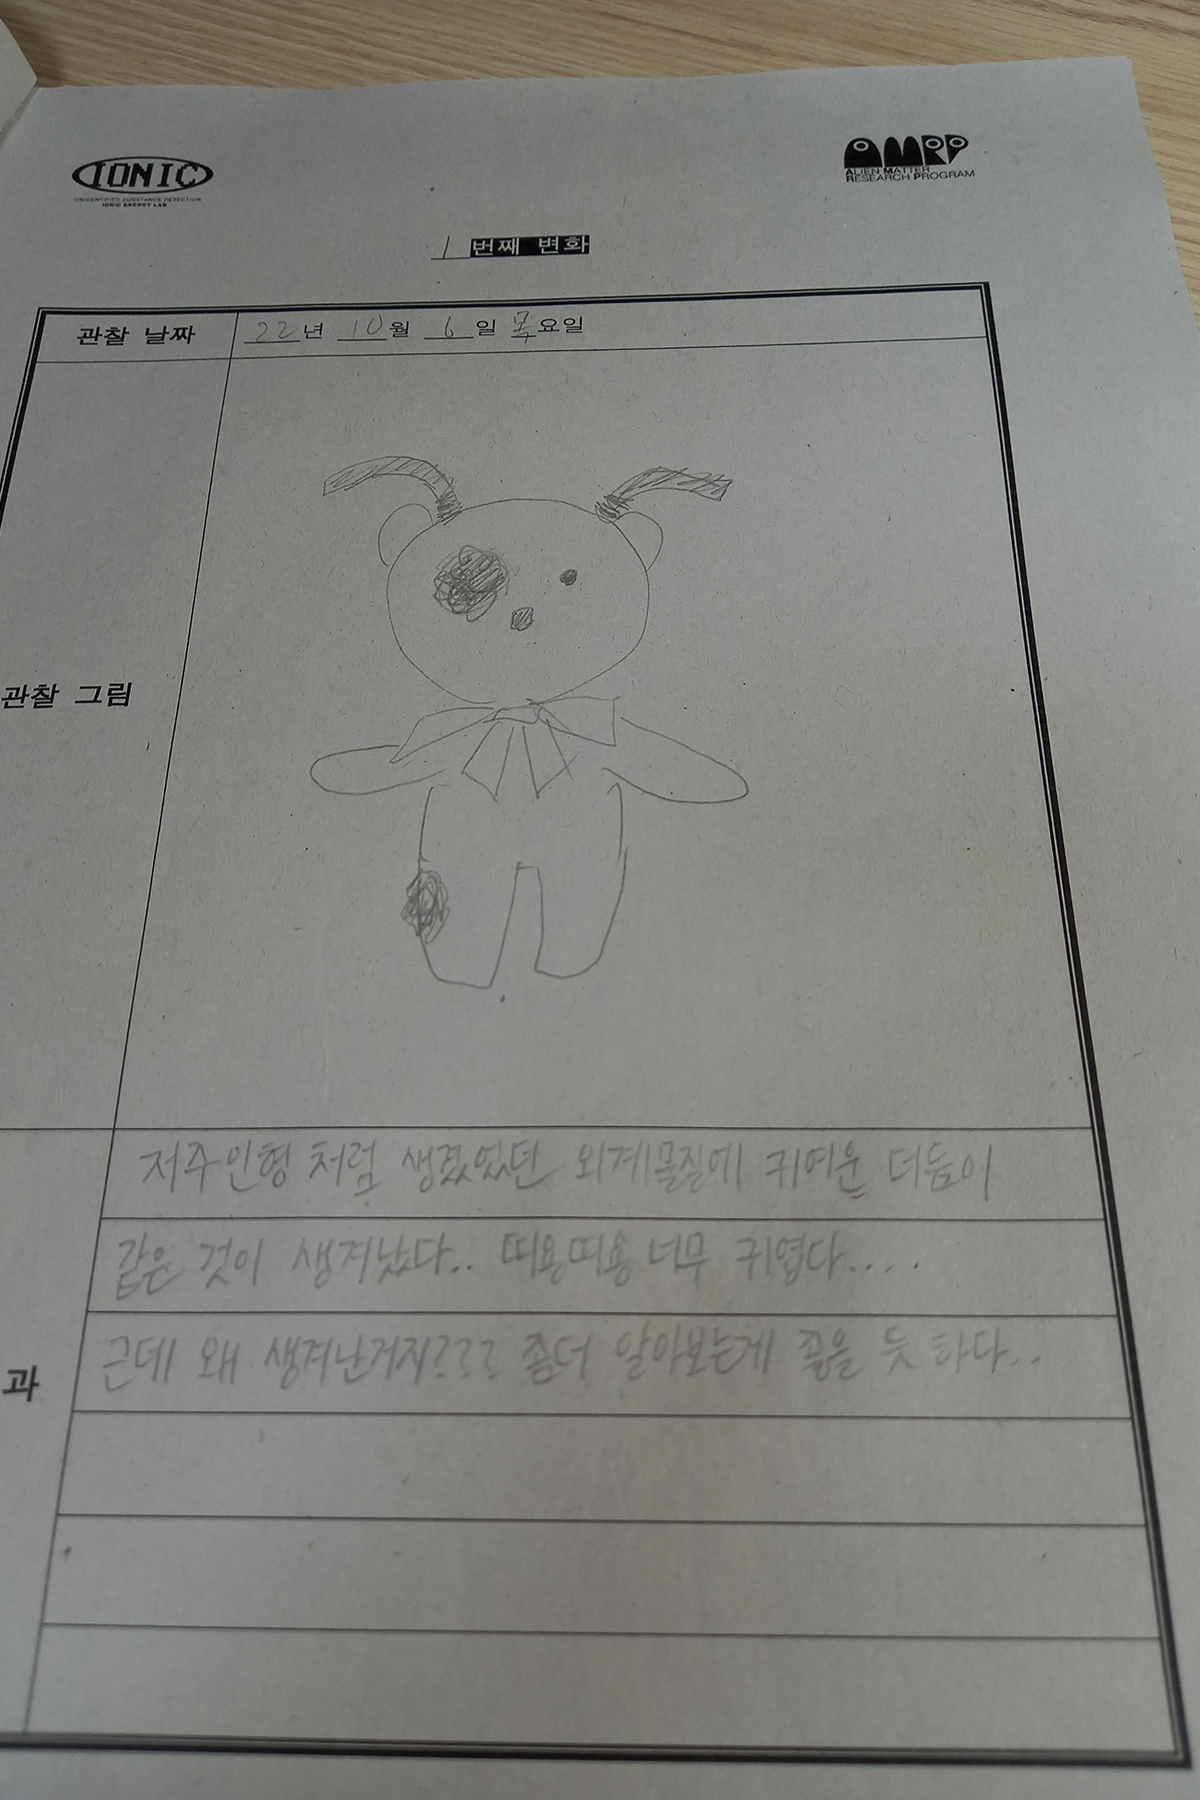 IONIC
UNIDENTIFIED SUBSTANCE DETECTION
IONIC ENERGY LAB
AMRP
ALIEN MATTER
RESEARCH PROGRAM
1 번째 변화
관찰 날짜
22년 10월 6일 목요일
관찰 그림
저주인형 처럼 생겼었던 외계물질에 귀여운 더듬이
같은 것이 생겨났다.. 띠용띠용 너무 귀엽다....
과
근데 왜 생겨난거지??? 좀더 알아보는게 좋을 듯 하다..